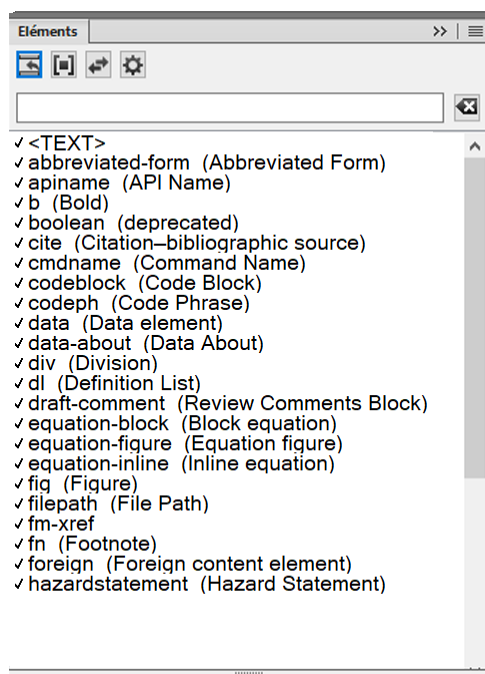 Eléments
<TEXT>
abbreviated-form (Abbreviated Form)
apiname (API Name)
b (Bold)
boolean (deprecated)
cite (Citation–bibliographic source)
cmdname (Command Name)
codeblock (Code Block)
codeph (Code Phrase)
data (Data element)
data-about (Data About)
div (Division)
dl (Definition List)
draft-comment (Review Comments Block)
equation-block (Block equation)
equation-figure (Equation figure)
equation-inline (Inline equation)
fig (Figure)
filepath (File Path)
fm-xref
fn (Footnote)
foreign (Foreign content element)
hazardstatement (Hazard Statement)